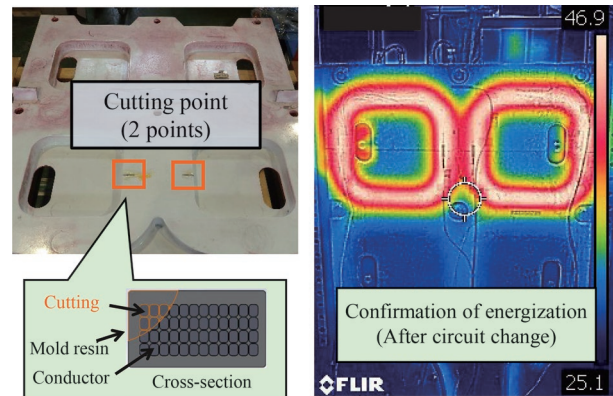 Cutting point
(2 points)
Cutting
Mold resin
Conductor
Cross-section
46.9
Confirmation of energization
(After circuit change)
FLIR
25.1